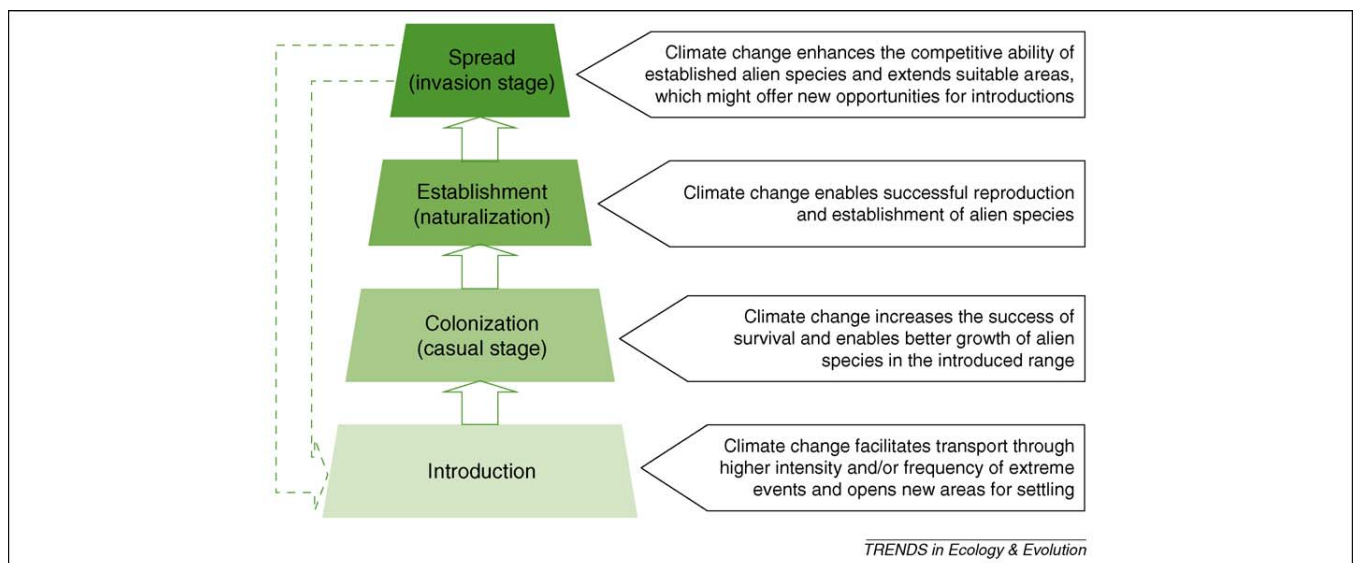 Spread
(invasion stage)
Climate change enhances the competitive ability of
established alien species and extends suitable areas,
which might offer new opportunities for introductions
Establishment
(naturalization)
Climate change enables successful reproduction
and establishment of alien species
Colonization
(casual stage)
Climate change increases the success of
survival and enables better growth of alien
species in the introduced range
Introduction
Climate change facilitates transport through
higher intensity and/or frequency of extreme
events and opens new areas for settling
TRENDS in Ecology & Evolution